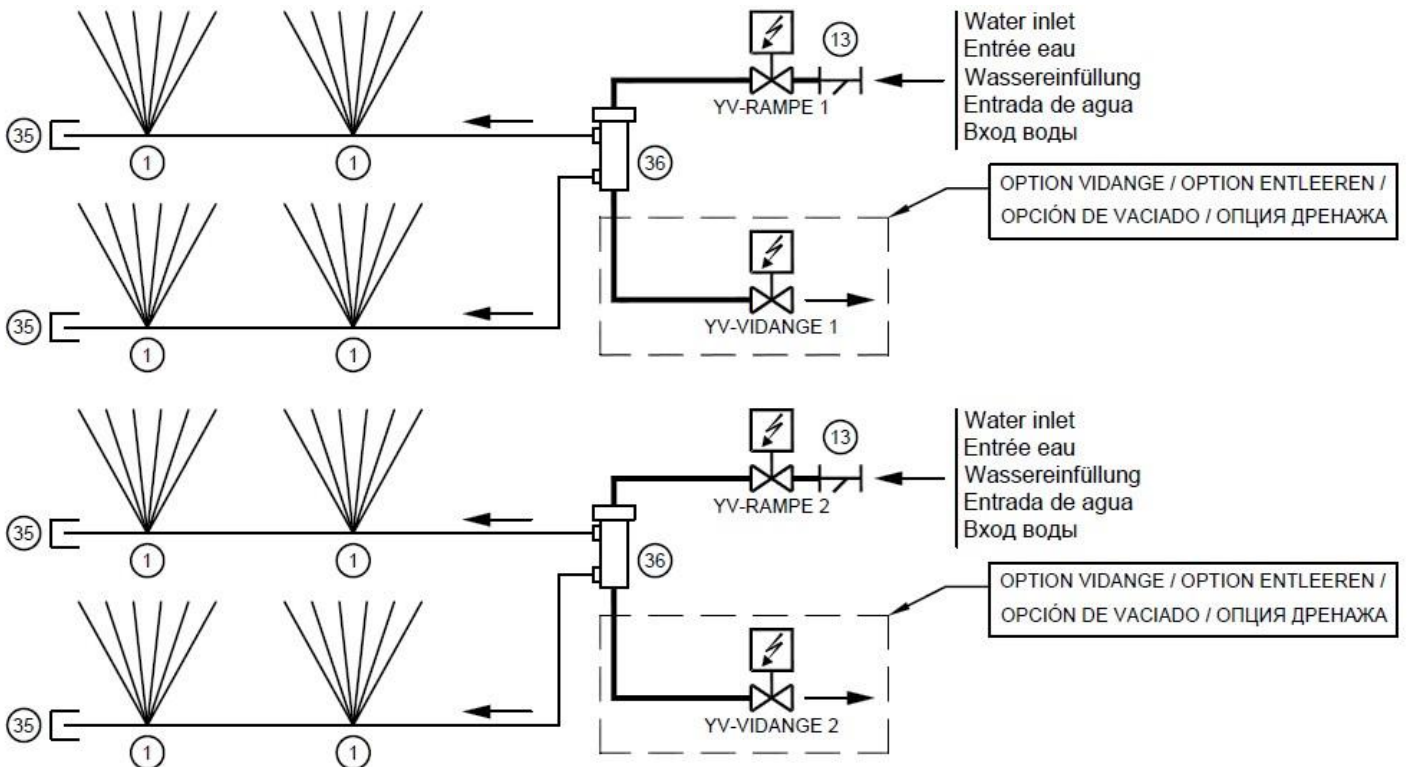 Water inlet
Entrée eau
Wassereinfüllung
Entrada de agua
Вход воды
13
YV-RAMPE 1
35
1
1
36
OPTION VIDANGE / OPTION ENTLEEREN /
OPCIÓN DE VACIADO / ОПЦИЯ ДРЕНАЖА
35
1
1
YV-VIDANGE 1
Water inlet
Entrée eau
Wassereinfüllung
Entrada de agua
Вход воды
13
YV-RAMPE 2
35
1
1
36
OPTION VIDANGE / OPTION ENTLEEREN /
OPCIÓN DE VACIADO / ОПЦИЯ ДРЕНАЖА
35
1
1
YV-VIDANGE 2